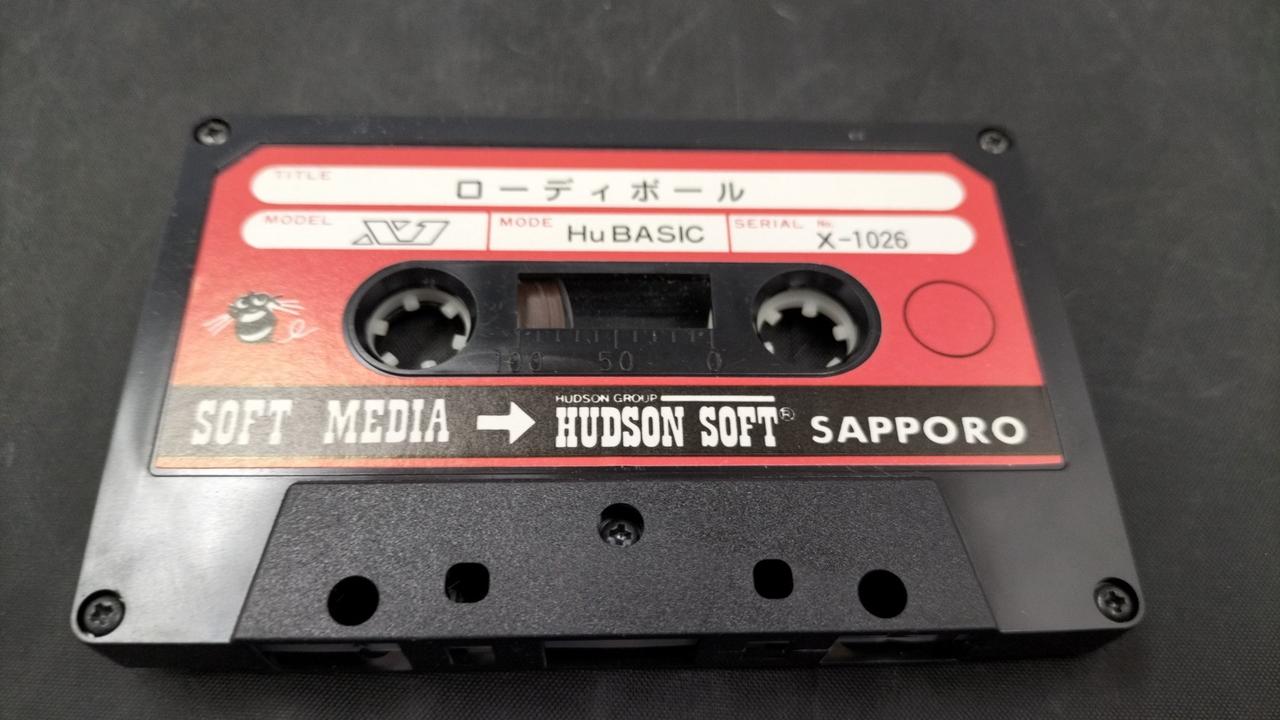 TITLE
ローディボール
MODEL X1 MODE Hu BASIC SERIAL No. X-1026
100 50 0
HUDSON GROUP
SOFT MEDIA → HUDSON SOFT® SAPPORO